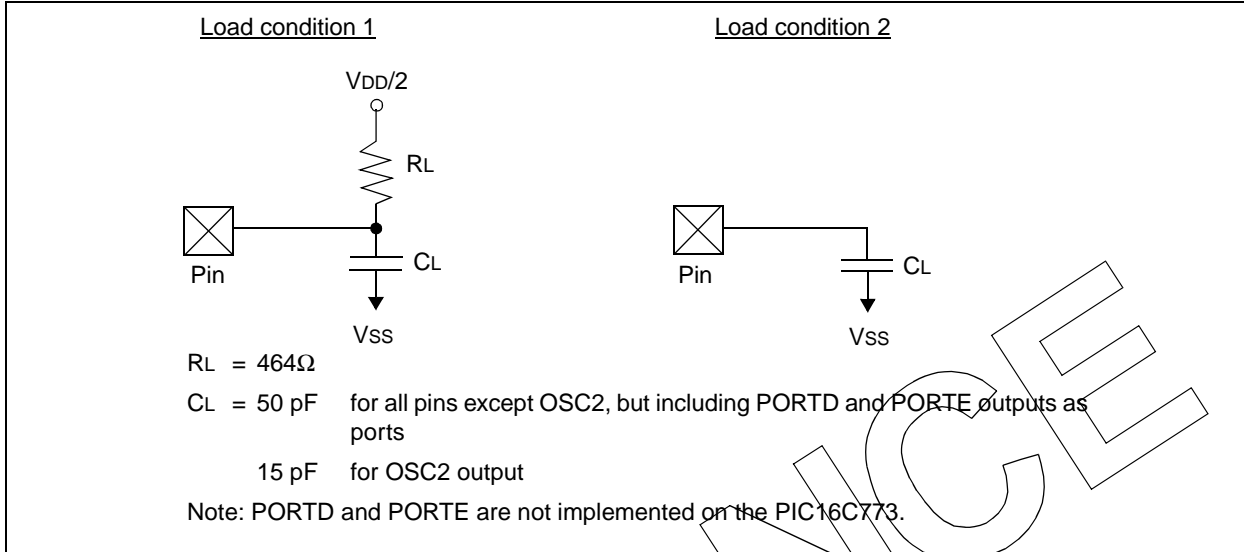 Load condition 1
Load condition 2
VDD/2
RL
Pin
CL
VSS
Pin
CL
VSS
RL = 464Ω
CL = 50 pF for all pins except OSC2, but including PORTD and PORTE outputs as
ports
15 pF for OSC2 output
Note: PORTD and PORTE are not implemented on the PIC16C773.
NCE